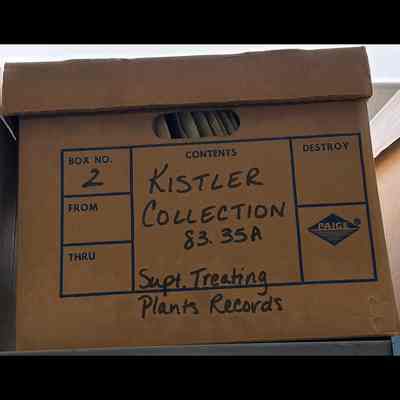 BOX NO.
2
FROM
THRU
CONTENTS
KISTLER
COLLECTION
83.35A
Supt. Treating
Plants Records
DESTROY
PAIGE